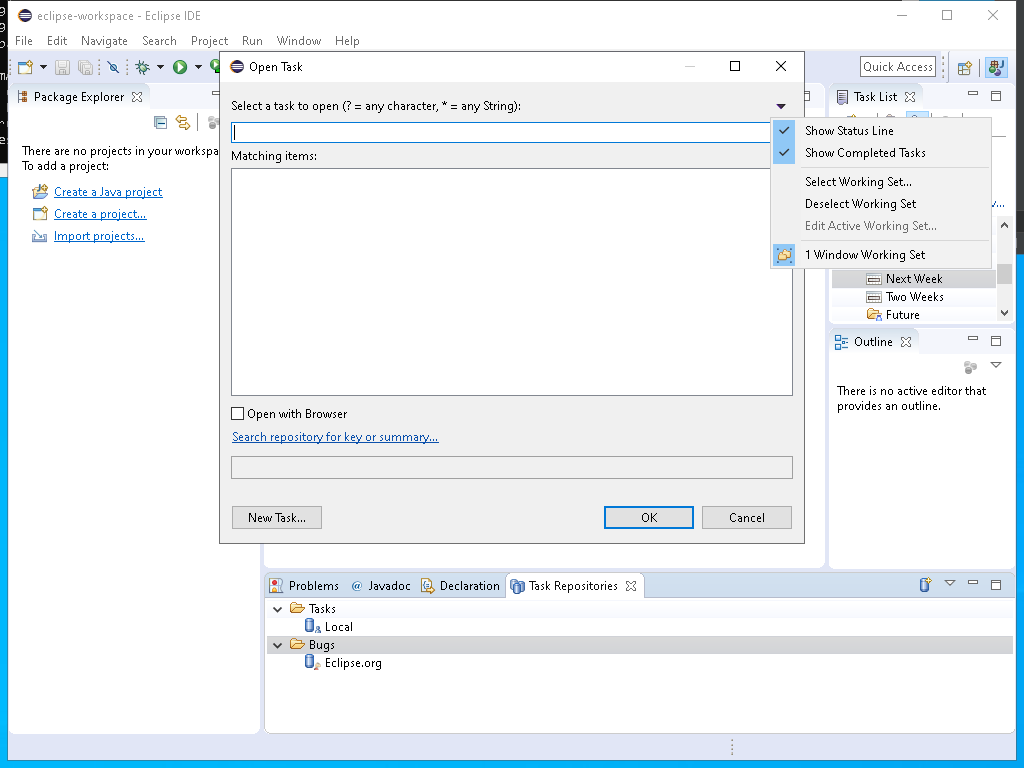 eclipse-workspace - Eclipse IDE
File Edit Navigate Search Project Run Window Help
Quick Access
Package Explorer
There are no projects in your workspa
To add a project:
Create a Java project
Create a project...
Import projects...
Open Task
Select a task to open (? = any character, * = any String):
Matching items:
Open with Browser
Search repository for key or summary...
New Task...
OK
Cancel
Task List
Show Status Line
Show Completed Tasks
Select Working Set...
Deselect Working Set
Edit Active Working Set...
1 Window Working Set
Next Week
Two Weeks
Future
Outline
There is no active editor that
provides an outline.
Problems @ Javadoc Declaration Task Repositories
Tasks
Local
Bugs
Eclipse.org